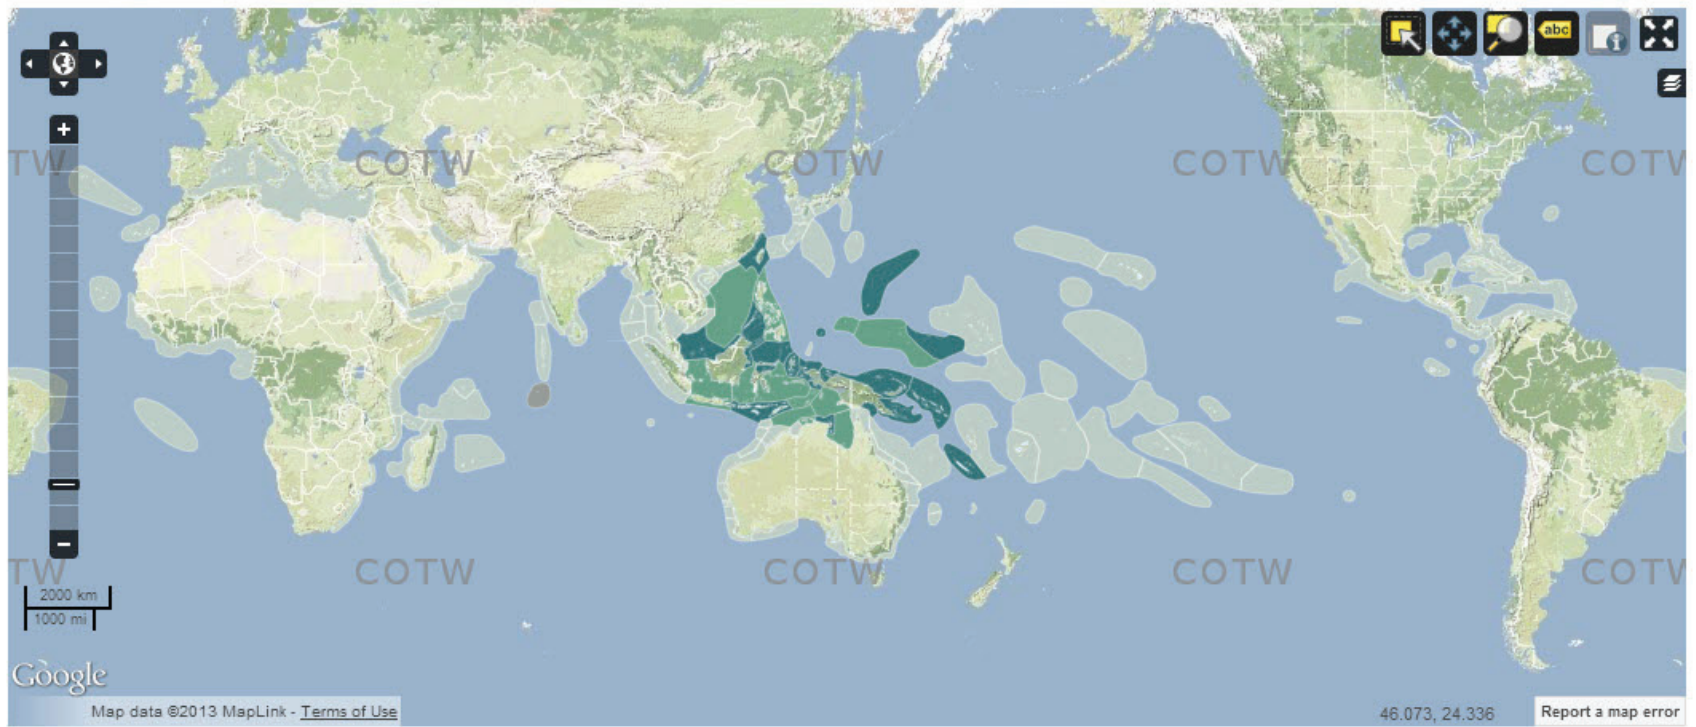 abc
+
TW COTW COTW COTW COTW
TW COTW COTW COTW COTW
2000 km
1000 mi
Google
Map data ©2013 MapLink - Terms of Use
46.073, 24.336
Report a map error